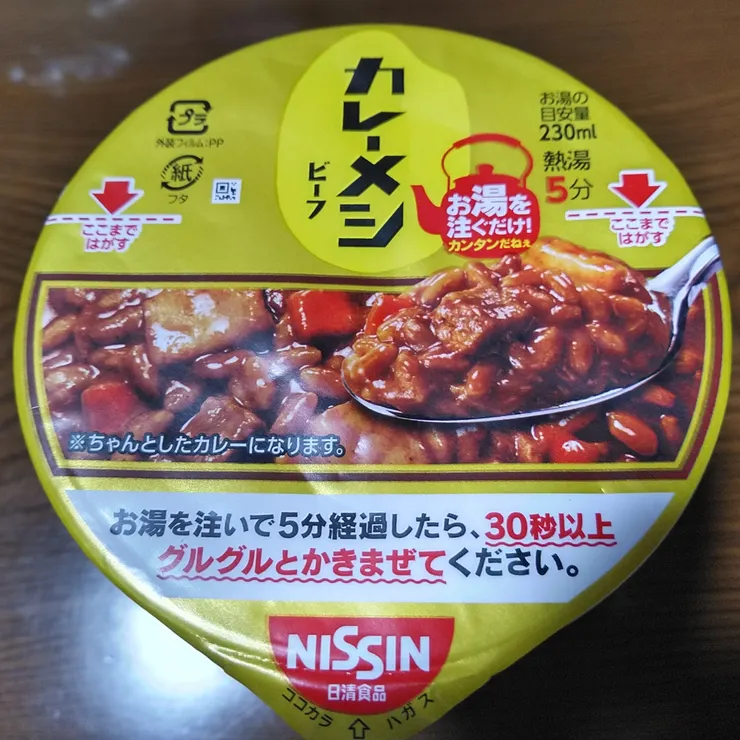 カレーメシ
ビーフ
プラ
外装フィルム:PP
紙
フタ
お湯の
目安量
230ml
熱湯
5分
お湯を
注ぐだけ!
カンタンだねぇ
ここまで
はがす
ここまで
はがす
※ちゃんとしたカレーになります。
お湯を注いで5分経過したら、30秒以上
グルグルとかきまぜてください。
NISSIN
日清食品
ココカラ
ハガス